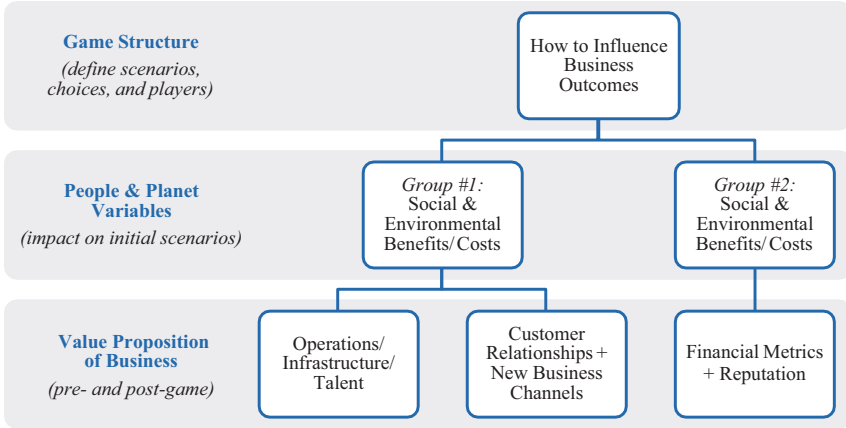 Game Structure
(define scenarios,
choices, and players)
How to Influence
Business
Outcomes
People & Planet
Variables
(impact on initial scenarios)
Group #1:
Social &
Environmental
Benefits/ Costs
Group #2:
Social &
Environmental
Benefits/ Costs
Value Proposition
of Business
(pre- and post-game)
Operations/
Infrastructure/
Talent
Customer
Relationships +
New Business
Channels
Financial Metrics
+ Reputation